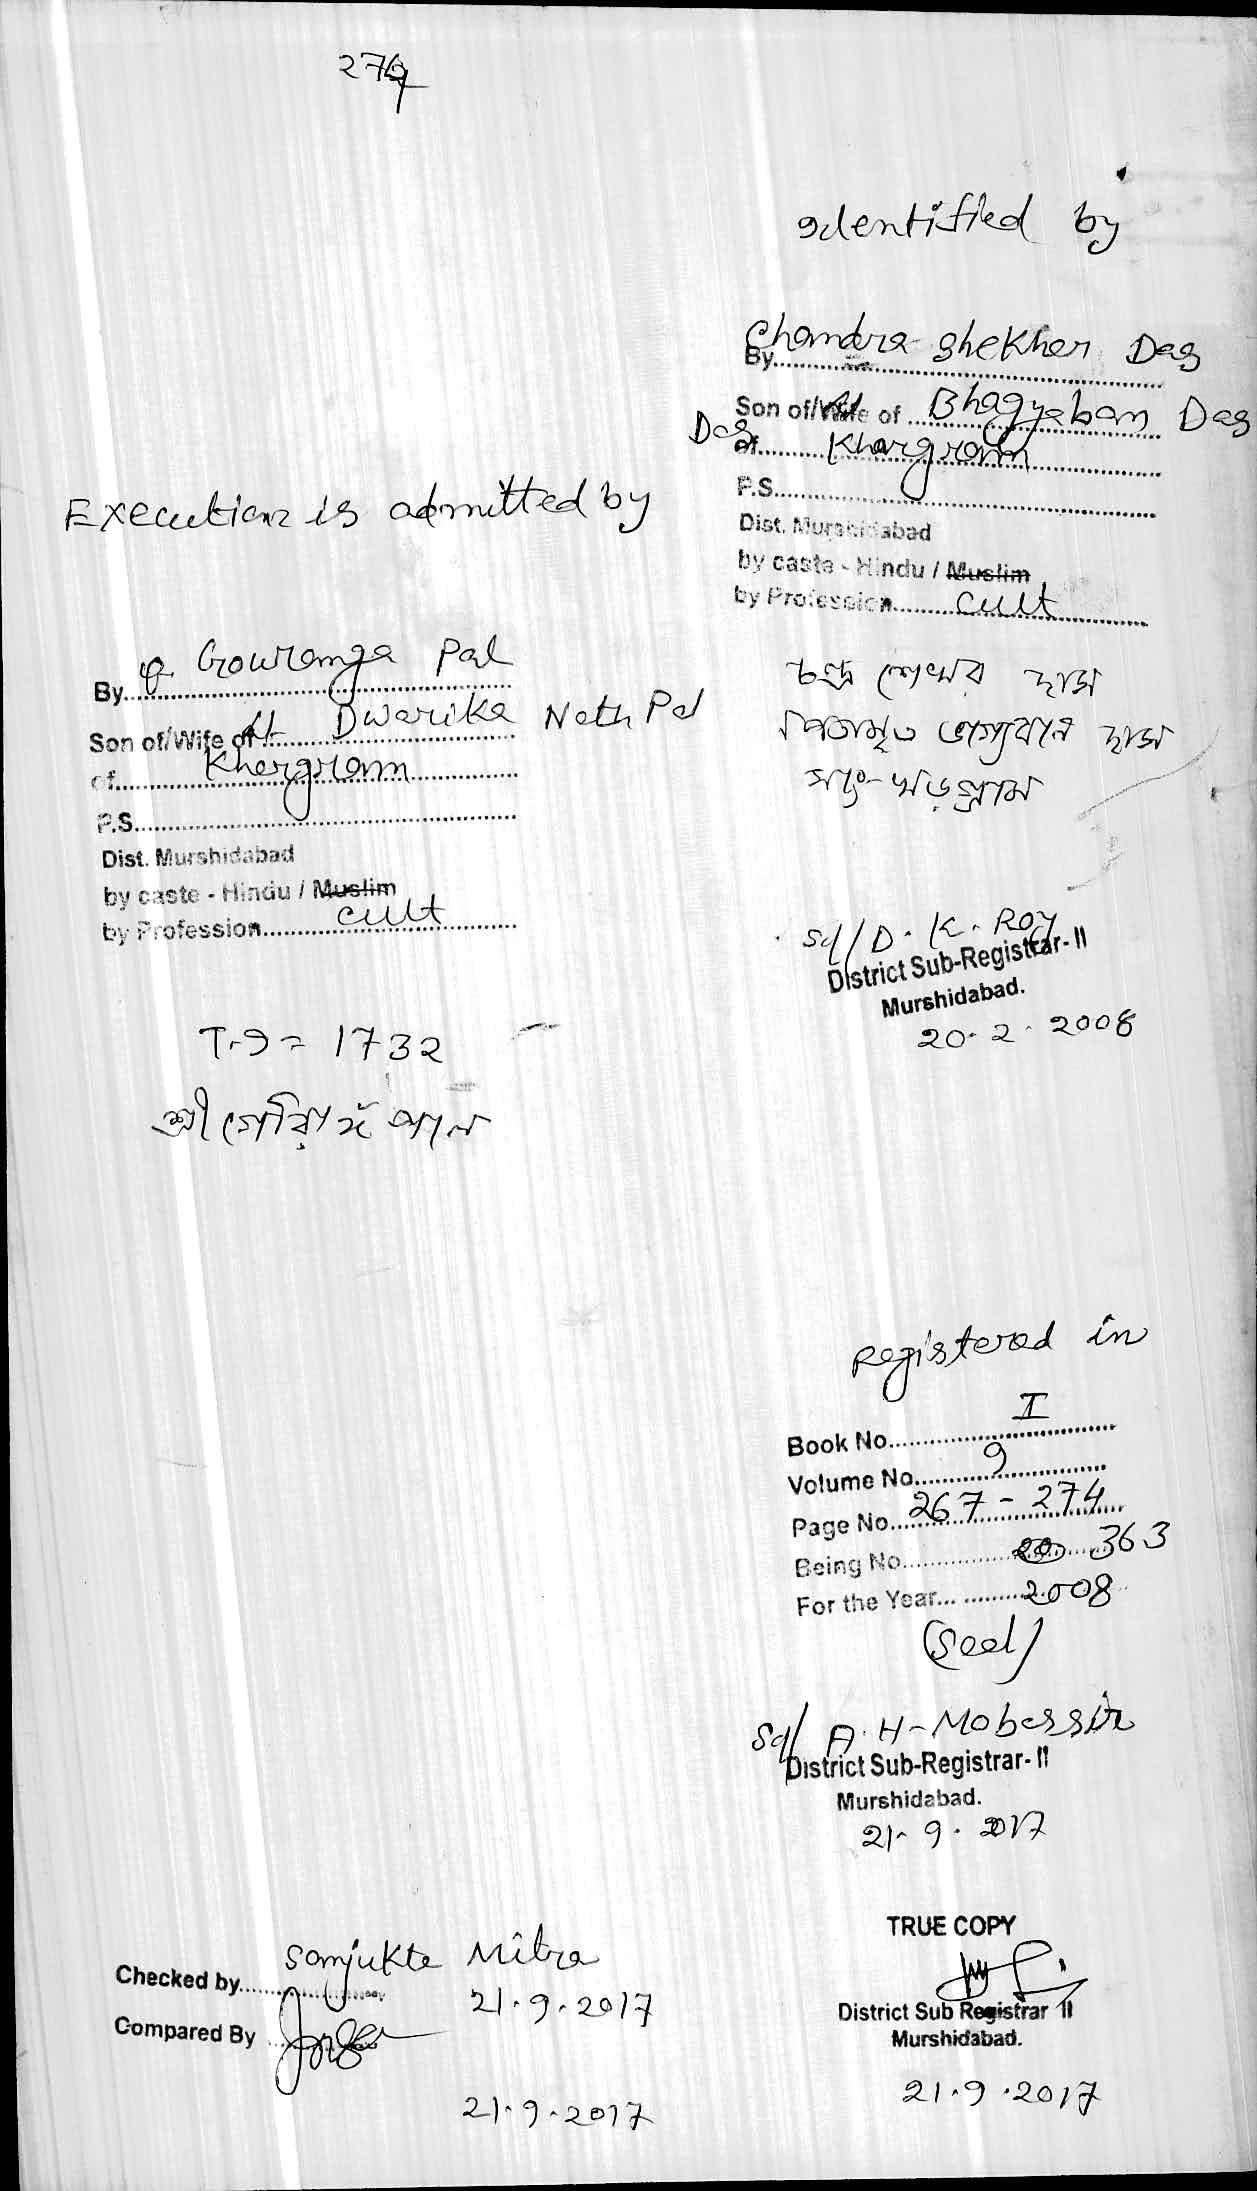 274
Identified by
By Chandra Shekher Das
Son of/Wife of Lt Bhagyaban Das
Das
of Khargram
P.S.
Dist. Murshidabad
by caste - Hindu / Muslim
by Profession cult
চন্দ্র শেখর দাস
পিতা মৃত ভাগ্যবান দাস
সাং- খড়গ্রাম
Sd/ D. K. Roy
District Sub-Registrar- II
Murshidabad.
20. 2. 2008
Execution is admitted by
By Gouranga Pal
Son of/Wife of Lt Dwarika Nath Pal
of Khargram
P.S.
Dist. Murshidabad
by caste - Hindu / Muslim
by Profession cult
T.I = 1732
শ্রী গৌরাঙ্গ পাল
Registered in
Book No I
Volume No 9
Page No 267 - 274
Being No 363
For the Year 2008
(Seal)
Sd/ A. H- Mobassir
District Sub-Registrar- II
Murshidabad.
21. 9. 2017
Checked by Samjukta Mitra
21.9.2017
Compared By
21.9.2017
TRUE COPY
District Sub Registrar II
Murshidabad.
21.9.2017